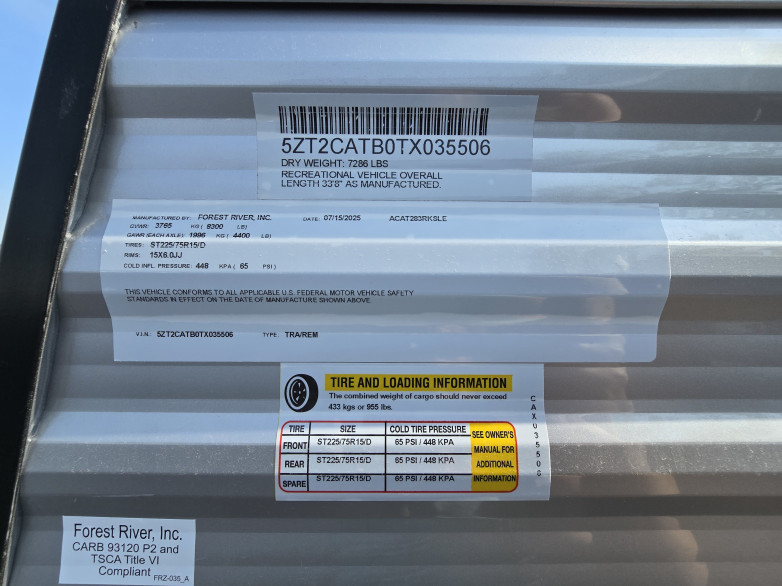 5ZT2CATB0TX035506
DRY WEIGHT: 7286 LBS
RECREATIONAL VEHICLE OVERALL
LENGTH 33'8" AS MANUFACTURED.
MANUFACTURED BY: FOREST RIVER, INC. DATE: 07/15/2025 ACAT283RKSLE
GVWR: 3765 KG ( 8300 LB)
GAWR (EACH AXLE): 1996 KG ( 4400 LB)
TIRES: ST225/75R15/D
RIMS: 15X6.0JJ
COLD INFL. PRESSURE: 448 KPA ( 65 PSI )
THIS VEHICLE CONFORMS TO ALL APPLICABLE U.S. FEDERAL MOTOR VEHICLE SAFETY
STANDARDS IN EFFECT ON THE DATE OF MANUFACTURE SHOWN ABOVE.
V.I.N. 5ZT2CATB0TX035506 TYPE: TRA/REM
TIRE AND LOADING INFORMATION
The combined weight of cargo should never exceed
433 kgs or 955 lbs.
TIRE SIZE COLD TIRE PRESSURE SEE OWNER'S
FRONT ST225/75R15/D 65 PSI / 448 KPA MANUAL FOR
REAR ST225/75R15/D 65 PSI / 448 KPA ADDITIONAL
SPARE ST225/75R15/D 65 PSI / 448 KPA INFORMATION
CAX035506
Forest River, Inc.
CARB 93120 P2 and
TSCA Title VI
Compliant FRZ-035_A